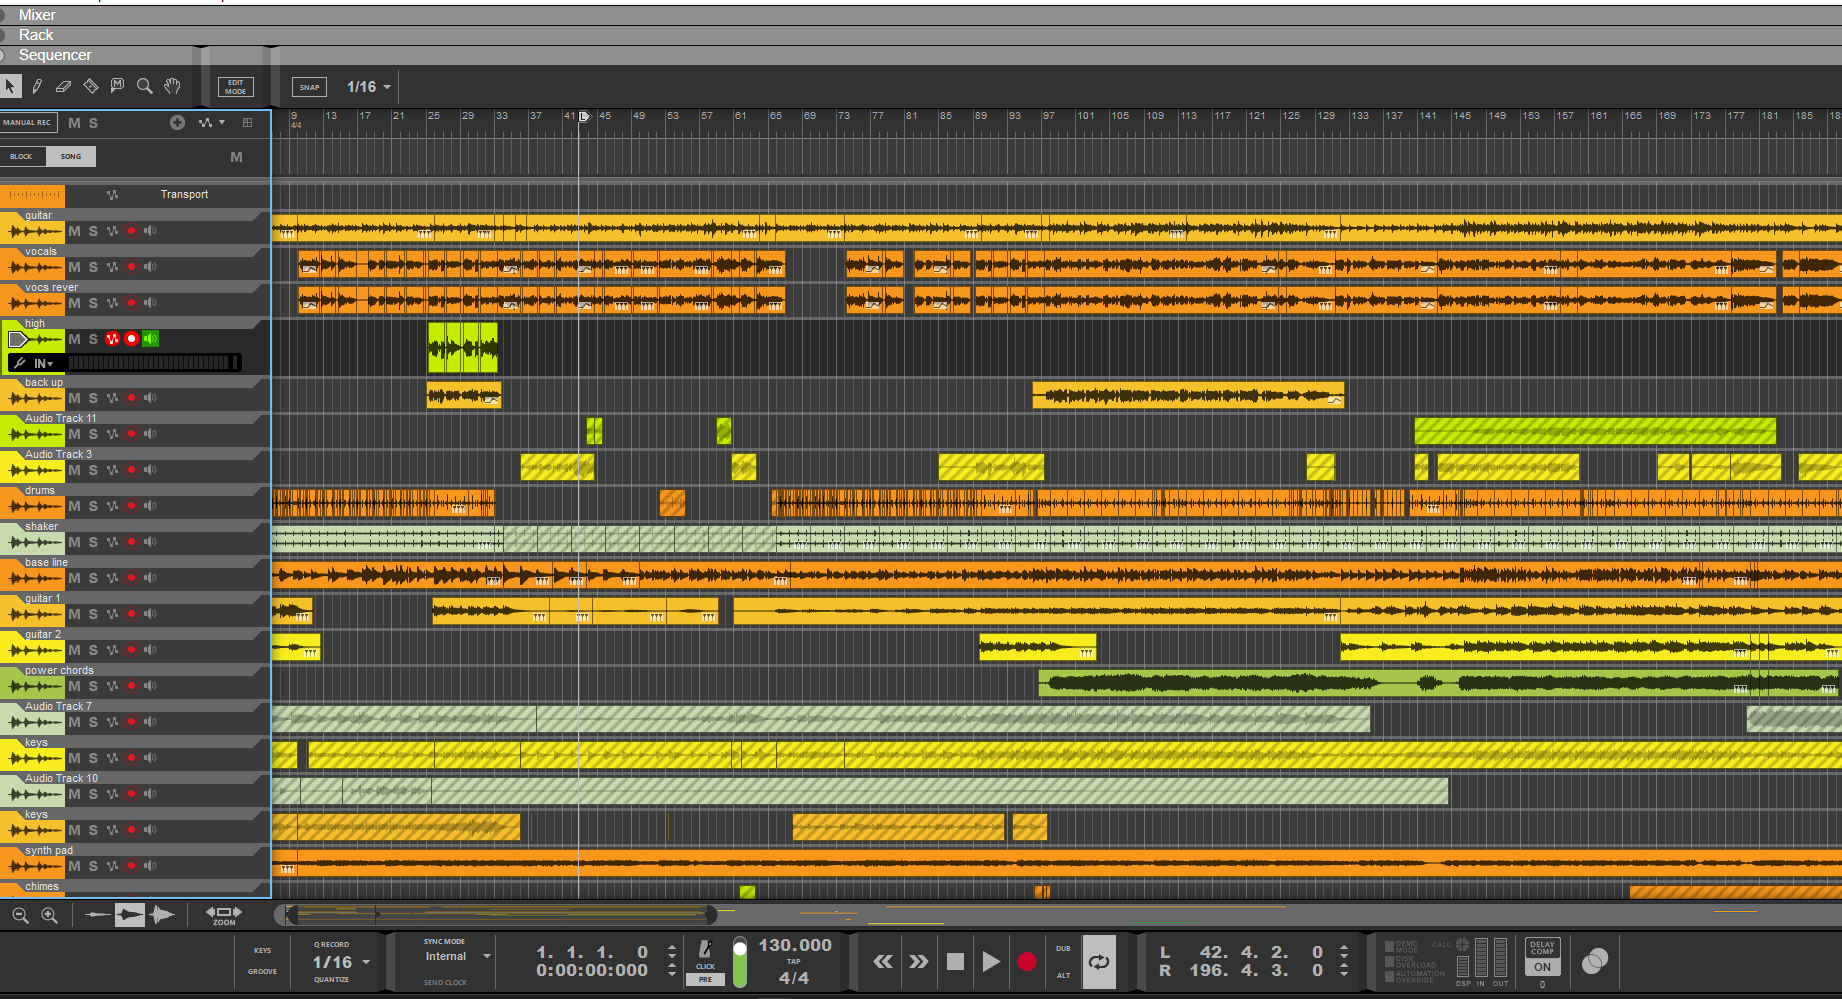 Mixer
Rack
Sequencer
EDIT MODE
SNAP
1/16
MANUAL REC M S
9 13 17 21 25 29 33 37 41 L 45 49 53 57 61 65 69 73 77 81 85 89 93 97 101 105 109 113 117 121 125 129 133 137 141 145 149 153 157 161 165 169 173 177 181 185
4/4
BLOCK SONG M
Transport
guitar
M S
vocals
M S
vocs rever
M S
high
M S
IN
back up
M S
Audio Track 11
M S
Audio Track 3
M S
drums
M S
shaker
M S
base line
M S
guitar 1
M S
guitar 2
M S
power chords
M S
Audio Track 7
M S
keys
M S
Audio Track 10
M S
keys
M S
synth pad
M S
chimes
ZOOM
KEYS
GROOVE
Q RECORD
1/16
QUANTIZE
SYNC MODE
Internal
SEND CLOCK
1. 1. 1. 0
0:00:00:000
CLICK
PRE
130.000
TAP
4/4
DUB
ALT
L 42. 4. 2. 0
R 196. 4. 3. 0
DEMO MODE
DISK OVERLOAD
AUTOMATION OVERRIDE
CALC
DSP IN OUT
DELAY COMP
ON
0